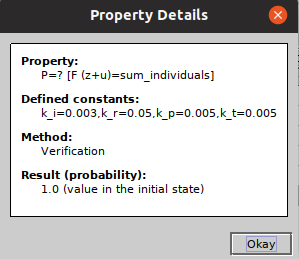 Property Details
Property:
P=? [F (z+u)=sum_individuals]
Defined constants:
k_i=0.003,k_r=0.05,k_p=0.005,k_t=0.005
Method:
Verification
Result (probability):
1.0 (value in the initial state)
Okay